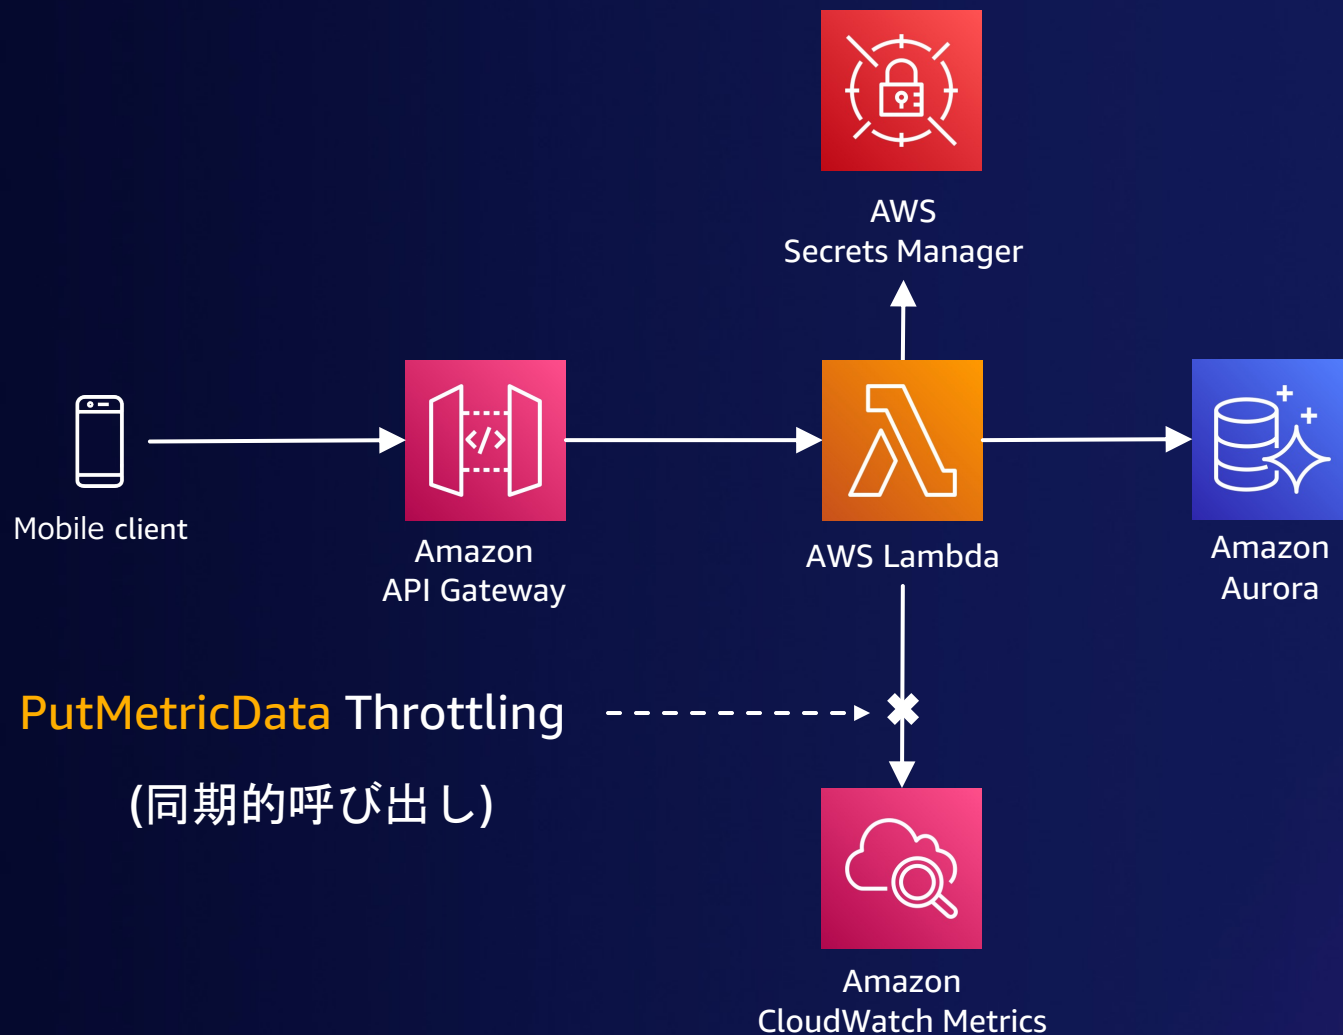 AWS
Secrets Manager
Mobile client
Amazon
API Gateway
AWS Lambda
Amazon
Aurora
PutMetricData Throttling
(同期的呼び出し)
Amazon
CloudWatch Metrics